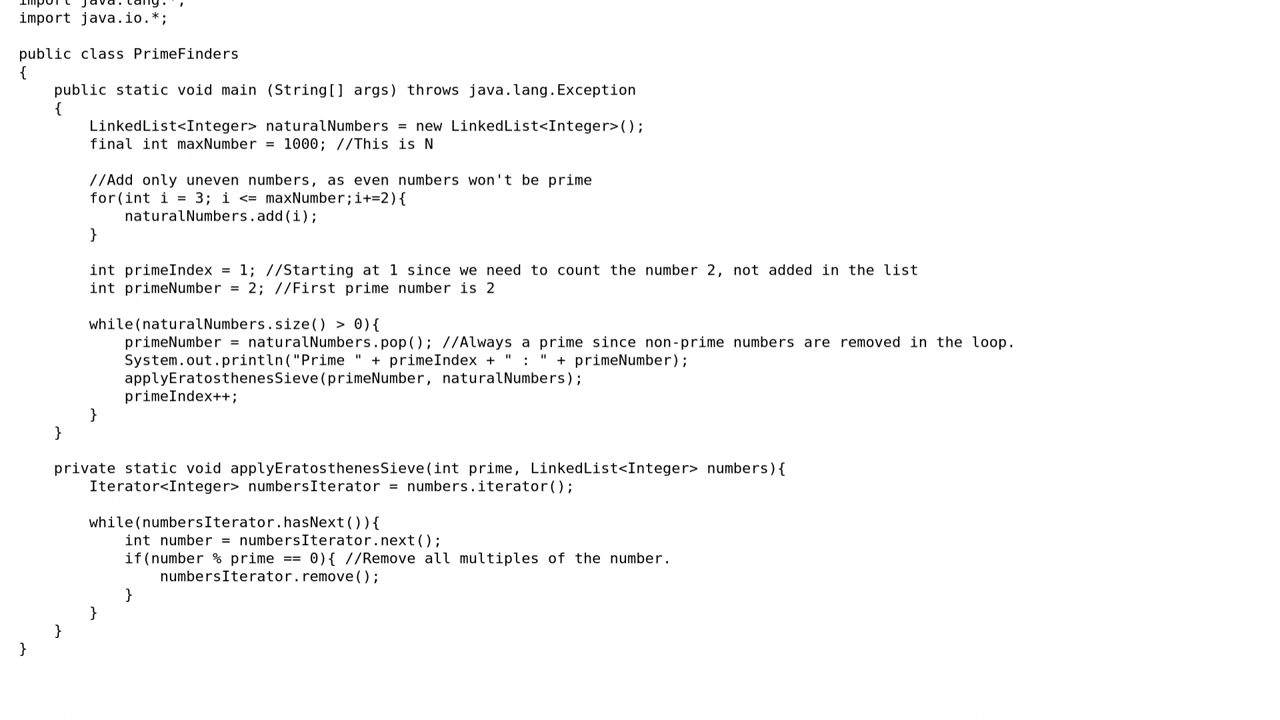 import java.lang.*;
import java.io.*;
public class PrimeFinders
{
public static void main (String[] args) throws java.lang.Exception
{
LinkedList<Integer> naturalNumbers = new LinkedList<Integer>();
final int maxNumber = 1000; //This is N
//Add only uneven numbers, as even numbers won't be prime
for(int i = 3; i <= maxNumber;i+=2){
naturalNumbers.add(i);
}
int primeIndex = 1; //Starting at 1 since we need to count the number 2, not added in the list
int primeNumber = 2; //First prime number is 2
while(naturalNumbers.size() > 0){
primeNumber = naturalNumbers.pop(); //Always a prime since non-prime numbers are removed in the loop.
System.out.println("Prime " + primeIndex + " : " + primeNumber);
applyEratosthenesSieve(primeNumber, naturalNumbers);
primeIndex++;
}
}
private static void applyEratosthenesSieve(int prime, LinkedList<Integer> numbers){
Iterator<Integer> numbersIterator = numbers.iterator();
while(numbersIterator.hasNext()){
int number = numbersIterator.next();
if(number % prime == 0){ //Remove all multiples of the number.
numbersIterator.remove();
}
}
}
}